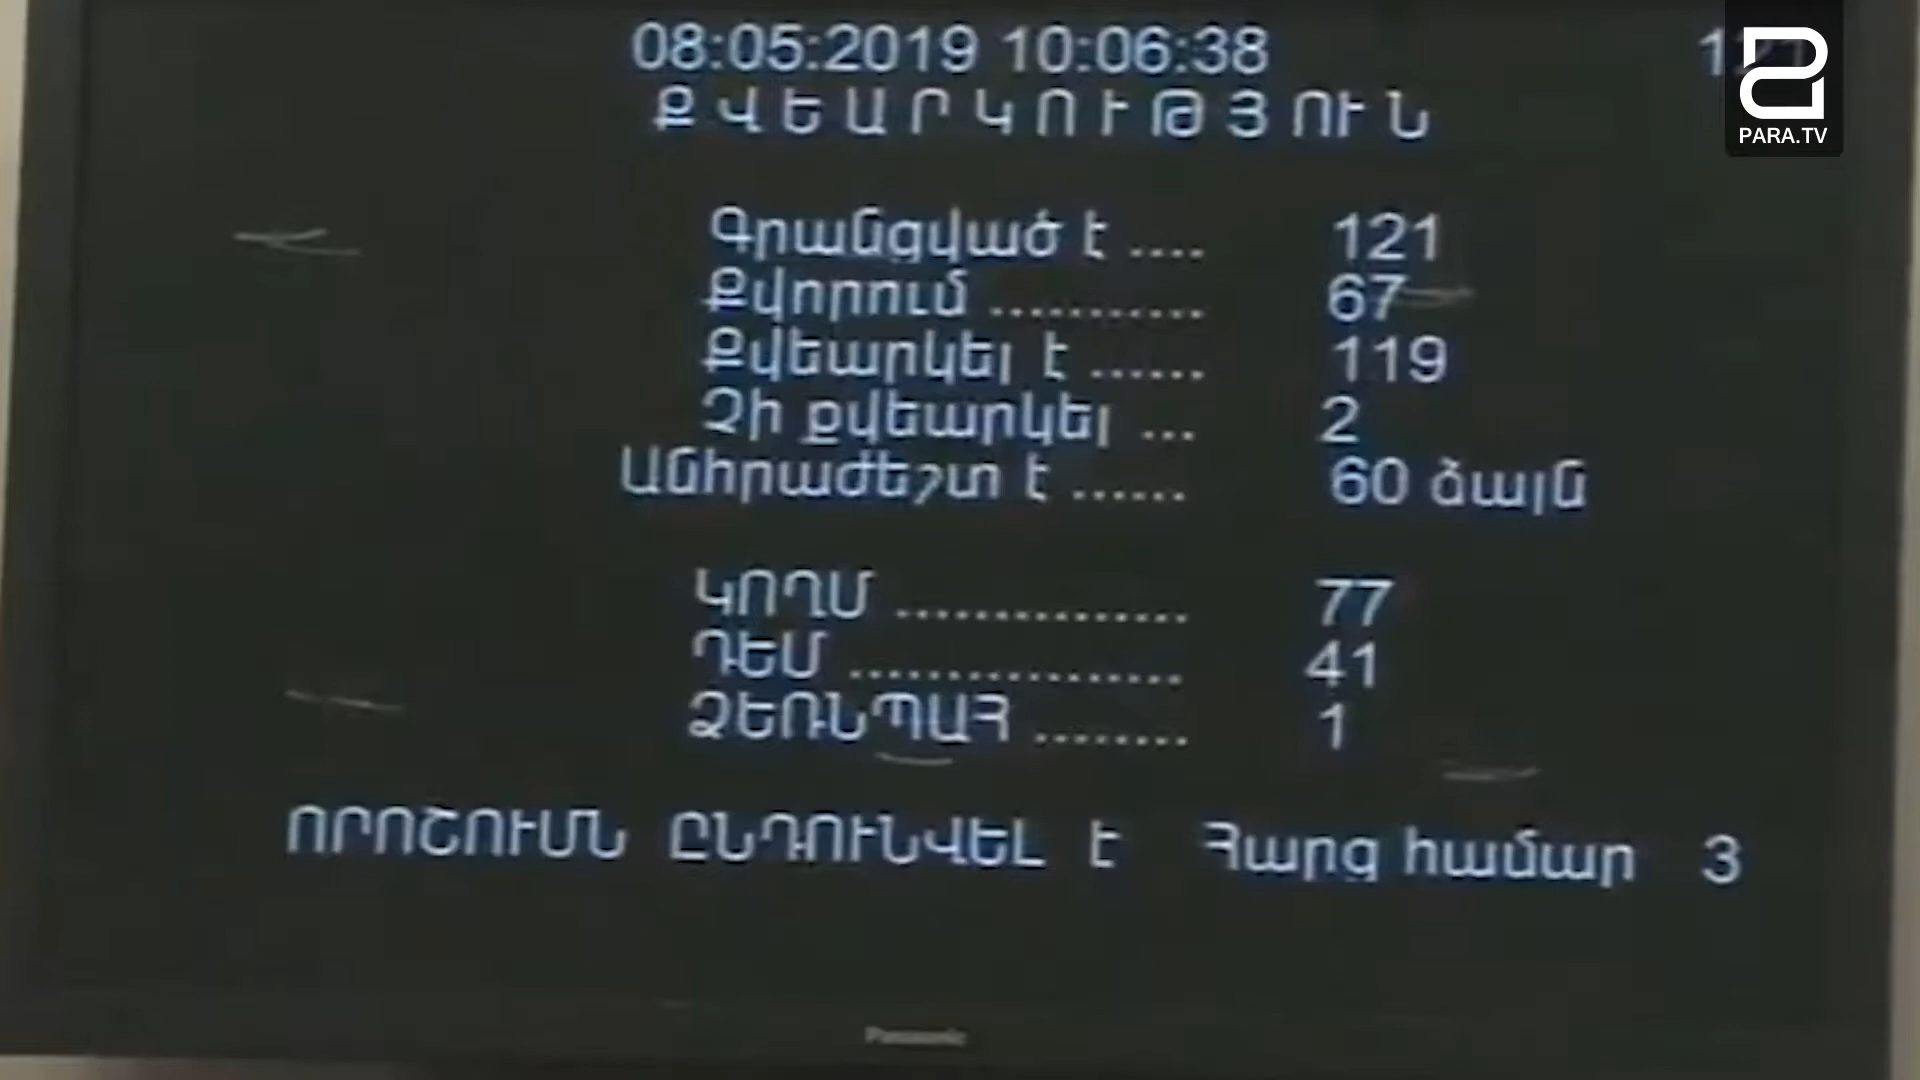 08:05:2019 10:06:38
PARA.TV
ՔՎԵԱՐԿՈՒԹՅՈՒՆ
Գրանցված է .... 121
Քվորում ........... 67
Քվեարկել է ...... 119
Չի քվեարկել ... 2
Անհրաժեշտ է ...... 60 ձայն
ԿՈՂՄ ............... 77
ԴԵՄ ................. 41
ՁԵՌՆՊԱՀ ........ 1
ՈՐՈՇՈՒՄՆ ԸՆԴՈՒՆՎԵԼ է Հարց համար 3
Panasonic